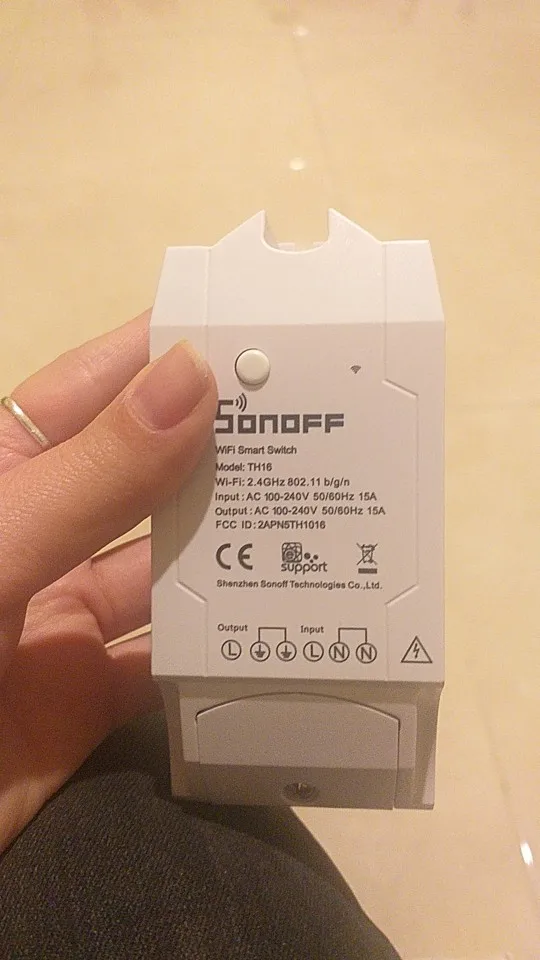 SONOFF
WiFi Smart Switch
Model: TH16
Wi-Fi: 2.4GHz 802.11 b/g/n
Input : AC 100-240V 50/60Hz 15A
Output : AC 100-240V 50/60Hz 15A
FCC ID : 2APN5TH1016
CE support
Shenzhen Sonoff Technologies Co.,Ltd.
Output Input
L L N N